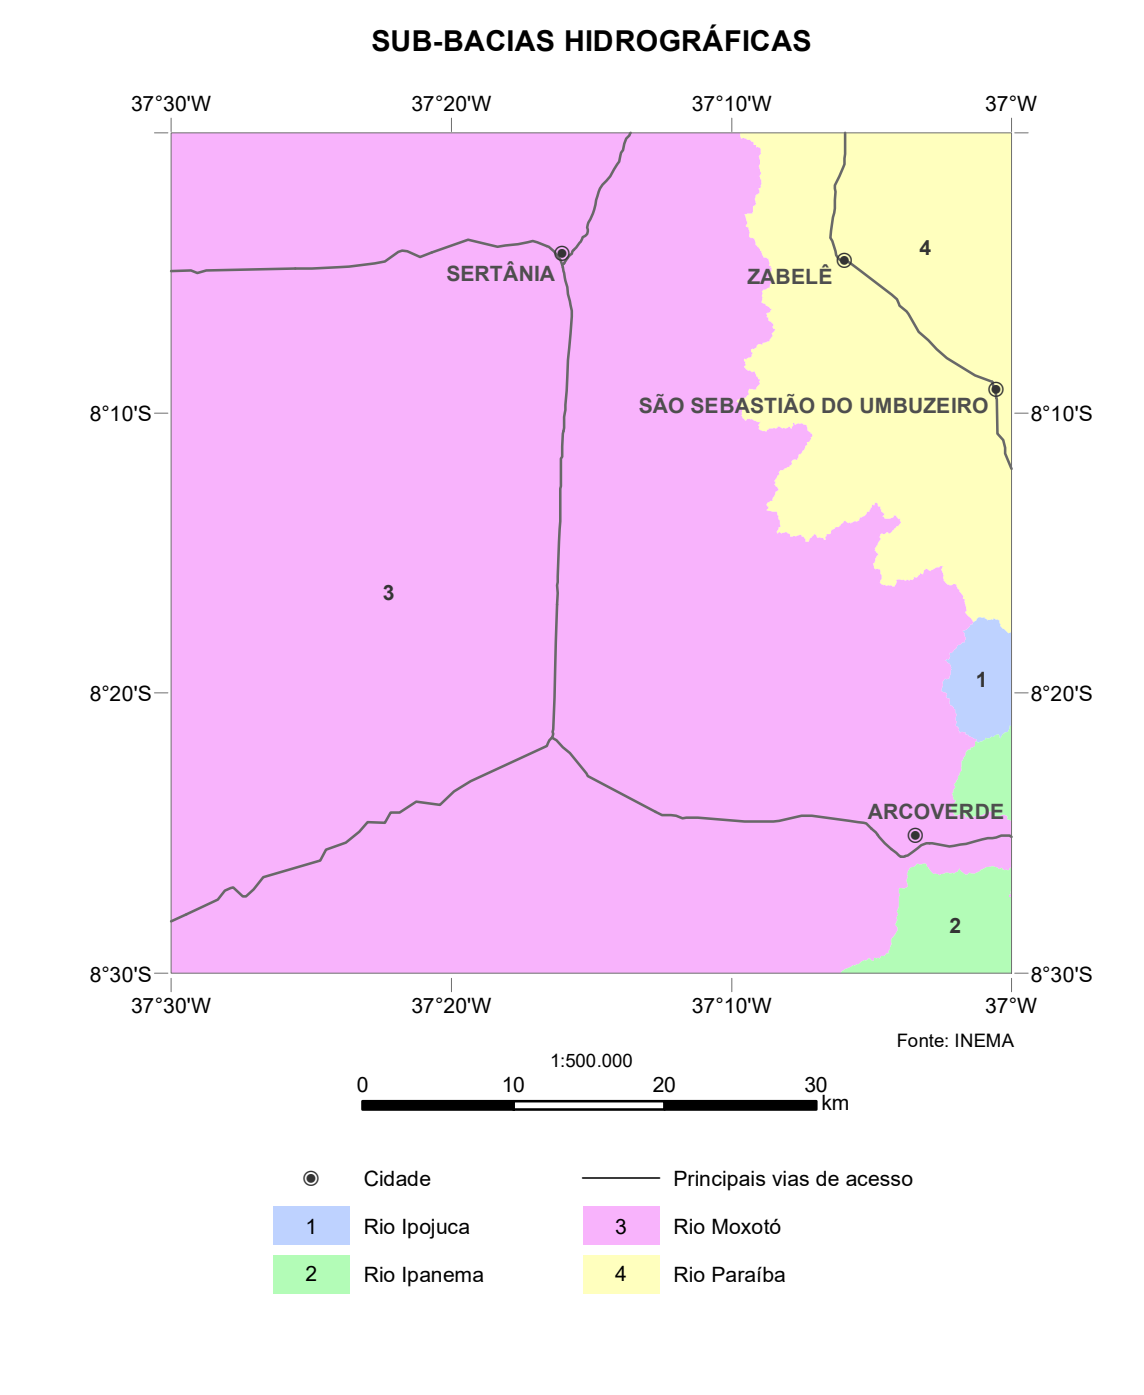 SUB-BACIAS HIDROGRÁFICAS
37°30'W 37°20'W 37°10'W 37°W
4
SERTÂNIA ZABELÊ
SÃO SEBASTIÃO DO UMBUZEIRO
8°10'S 8°10'S
3
1
8°20'S 8°20'S
ARCOVERDE
2
8°30'S 8°30'S
37°30'W 37°20'W 37°10'W 37°W
Fonte: INEMA
1:500.000
0 10 20 30
km
Cidade Principais vias de acesso
1 Rio Ipojuca 3 Rio Moxotó
2 Rio Ipanema 4 Rio Paraíba